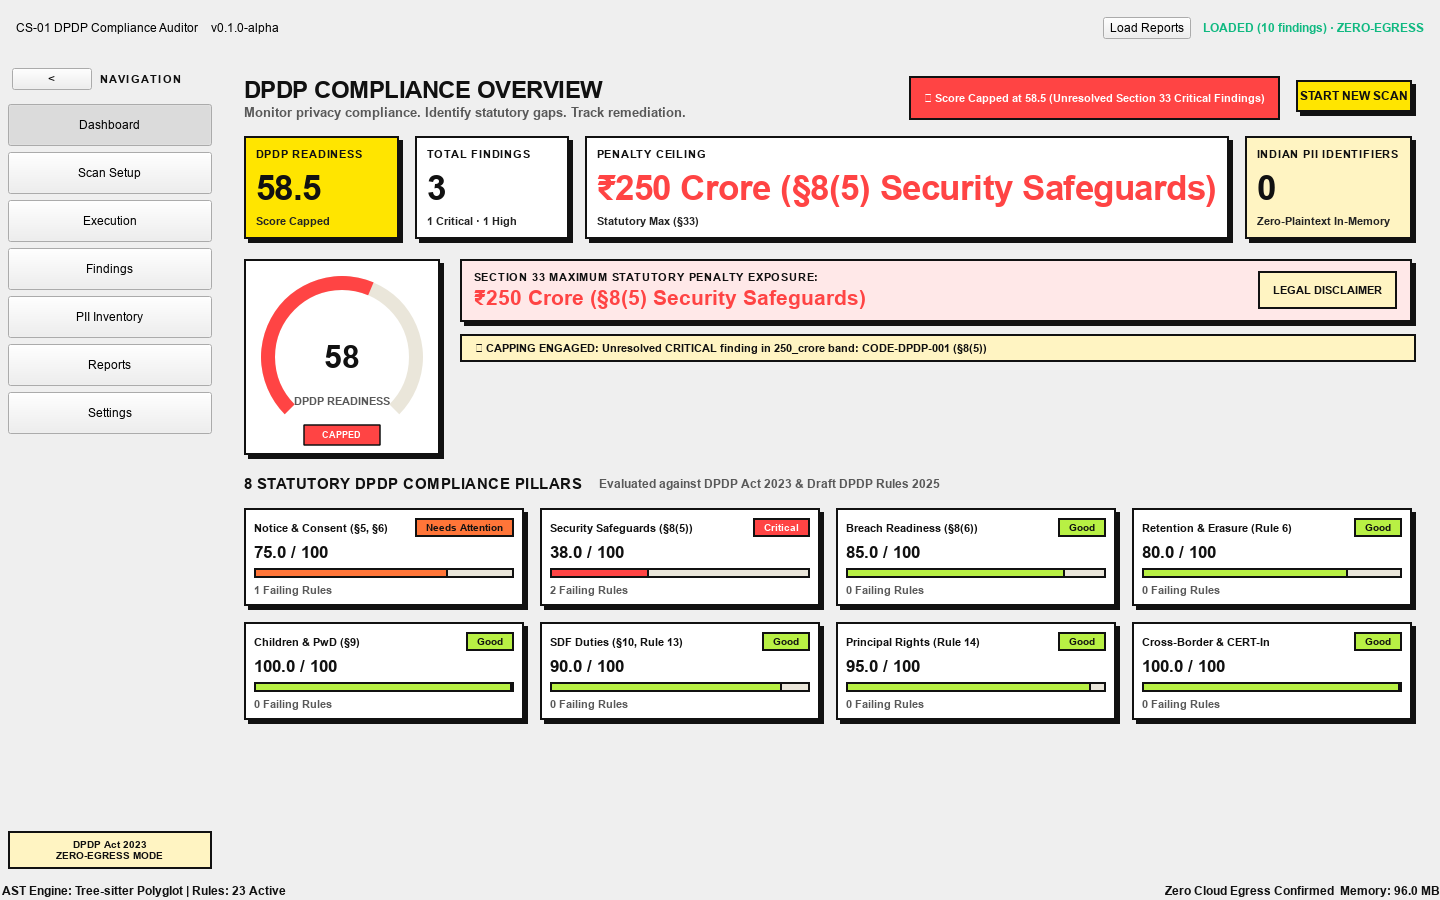 CS-01 DPDP Compliance Auditor v0.1.0-alpha
Load Reports
LOADED (10 findings) · ZERO-EGRESS
<
NAVIGATION
Dashboard
Scan Setup
Execution
Findings
PII Inventory
Reports
Settings
DPDP Act 2023
ZERO-EGRESS MODE
DPDP COMPLIANCE OVERVIEW
Monitor privacy compliance. Identify statutory gaps. Track remediation.
Score Capped at 58.5 (Unresolved Section 33 Critical Findings)
START NEW SCAN
DPDP READINESS
58.5
Score Capped
TOTAL FINDINGS
3
1 Critical · 1 High
PENALTY CEILING
₹250 Crore (§8(5) Security Safeguards)
Statutory Max (§33)
INDIAN PII IDENTIFIERS
0
Zero-Plaintext In-Memory
58
DPDP READINESS
CAPPED
SECTION 33 MAXIMUM STATUTORY PENALTY EXPOSURE:
₹250 Crore (§8(5) Security Safeguards)
LEGAL DISCLAIMER
CAPPING ENGAGED: Unresolved CRITICAL finding in 250_crore band: CODE-DPDP-001 (§8(5))
8 STATUTORY DPDP COMPLIANCE PILLARS
Evaluated against DPDP Act 2023 & Draft DPDP Rules 2025
Notice & Consent (§5, §6)
Needs Attention
75.0 / 100
1 Failing Rules
Security Safeguards (§8(5))
Critical
38.0 / 100
2 Failing Rules
Breach Readiness (§8(6))
Good
85.0 / 100
0 Failing Rules
Retention & Erasure (Rule 6)
Good
80.0 / 100
0 Failing Rules
Children & PwD (§9)
Good
100.0 / 100
0 Failing Rules
SDF Duties (§10, Rule 13)
Good
90.0 / 100
0 Failing Rules
Principal Rights (Rule 14)
Good
95.0 / 100
0 Failing Rules
Cross-Border & CERT-In
Good
100.0 / 100
0 Failing Rules
AST Engine: Tree-sitter Polyglot | Rules: 23 Active
Zero Cloud Egress Confirmed Memory: 96.0 MB